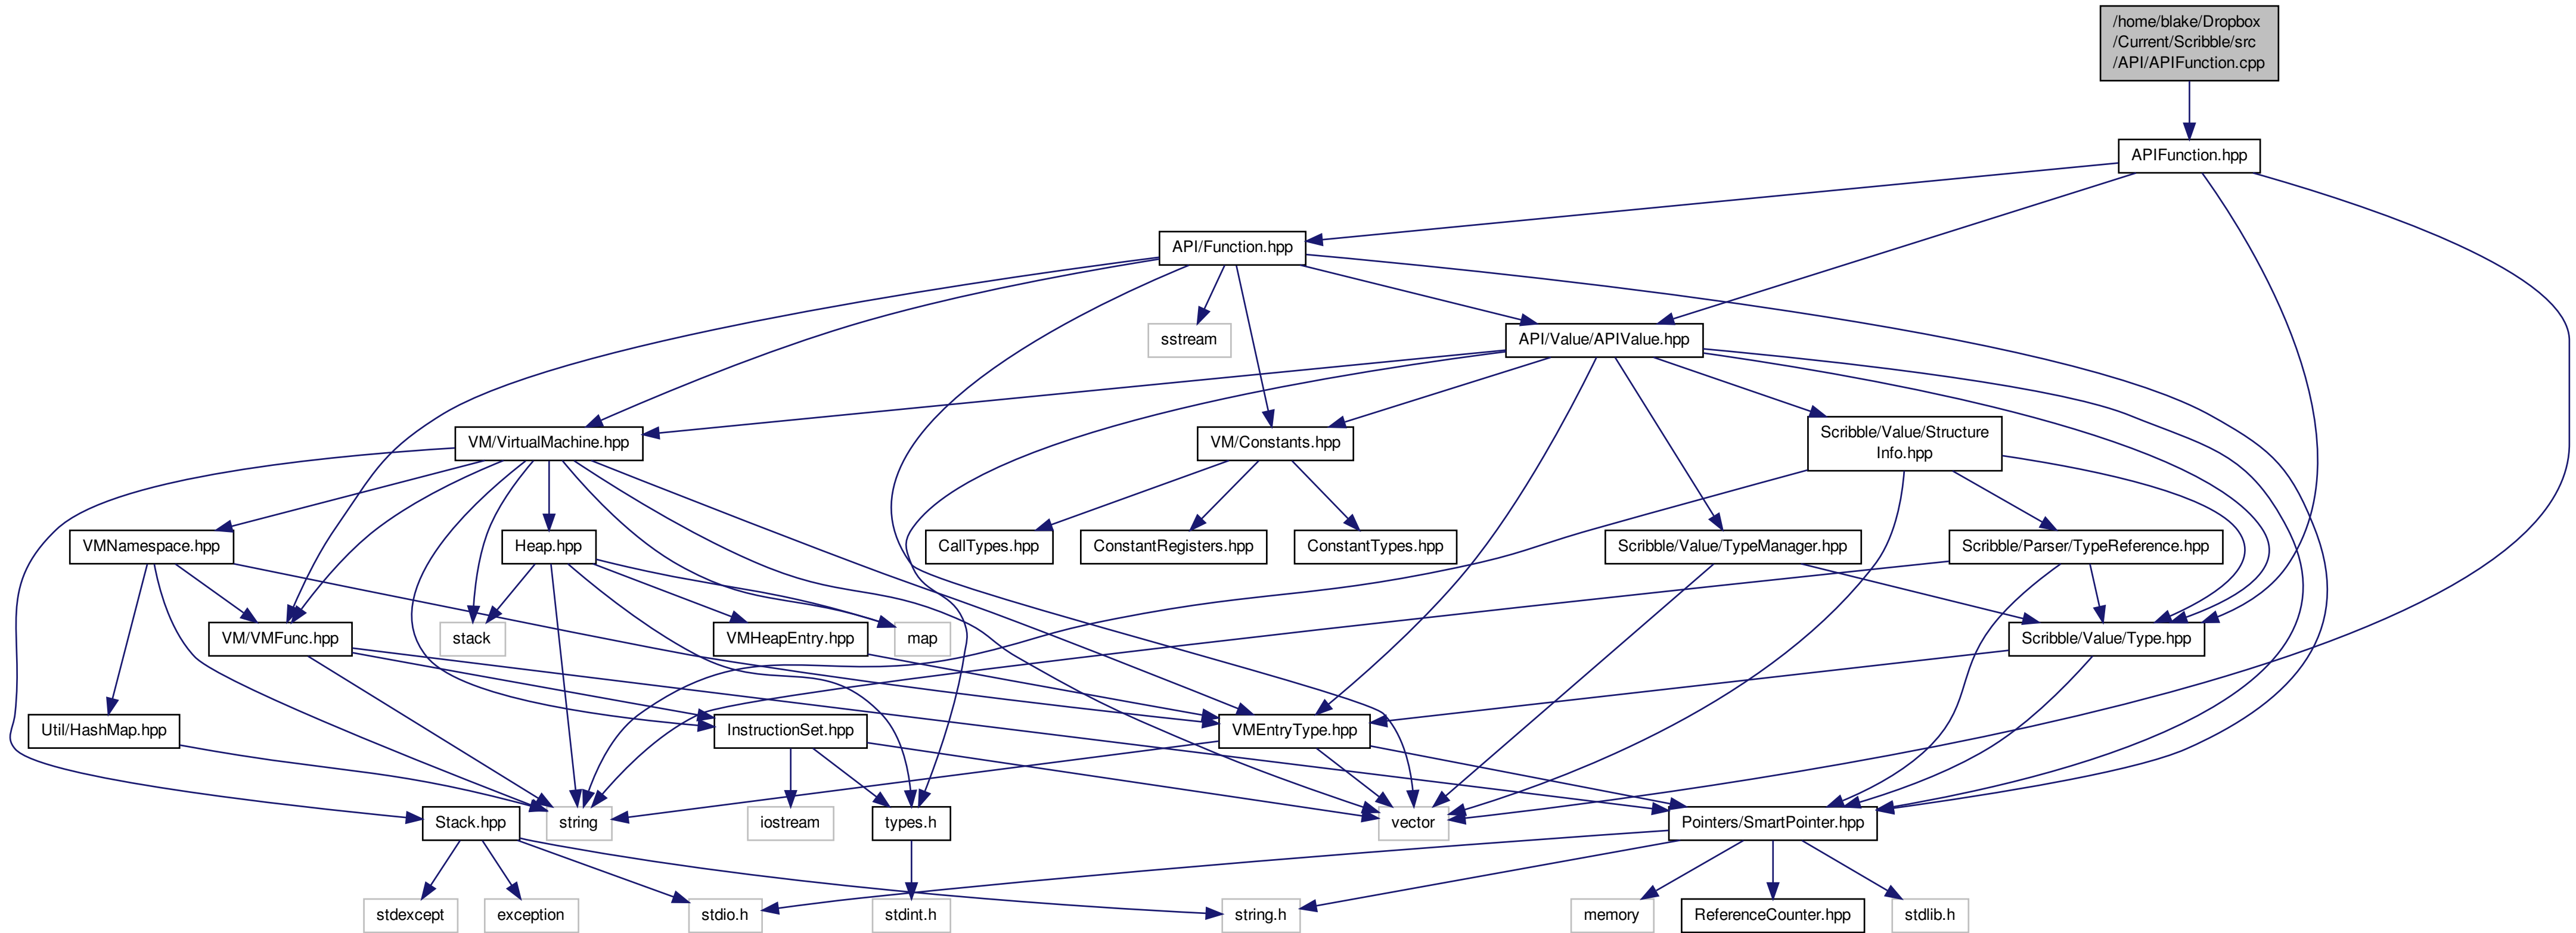 /home/blake/Dropbox
/Current/Scribble/src
/API/APIFunction.cpp
APIFunction.hpp
API/Function.hpp
sstream
API/Value/APIValue.hpp
VM/VirtualMachine.hpp
VM/Constants.hpp
Scribble/Value/Structure
Info.hpp
VMNamespace.hpp
Heap.hpp
CallTypes.hpp
ConstantRegisters.hpp
ConstantTypes.hpp
Scribble/Value/TypeManager.hpp
Scribble/Parser/TypeReference.hpp
VM/VMFunc.hpp
stack
VMHeapEntry.hpp
map
Scribble/Value/Type.hpp
Util/HashMap.hpp
InstructionSet.hpp
VMEntryType.hpp
Stack.hpp
string
iostream
types.h
vector
Pointers/SmartPointer.hpp
stdexcept
exception
stdio.h
stdint.h
string.h
memory
ReferenceCounter.hpp
stdlib.h